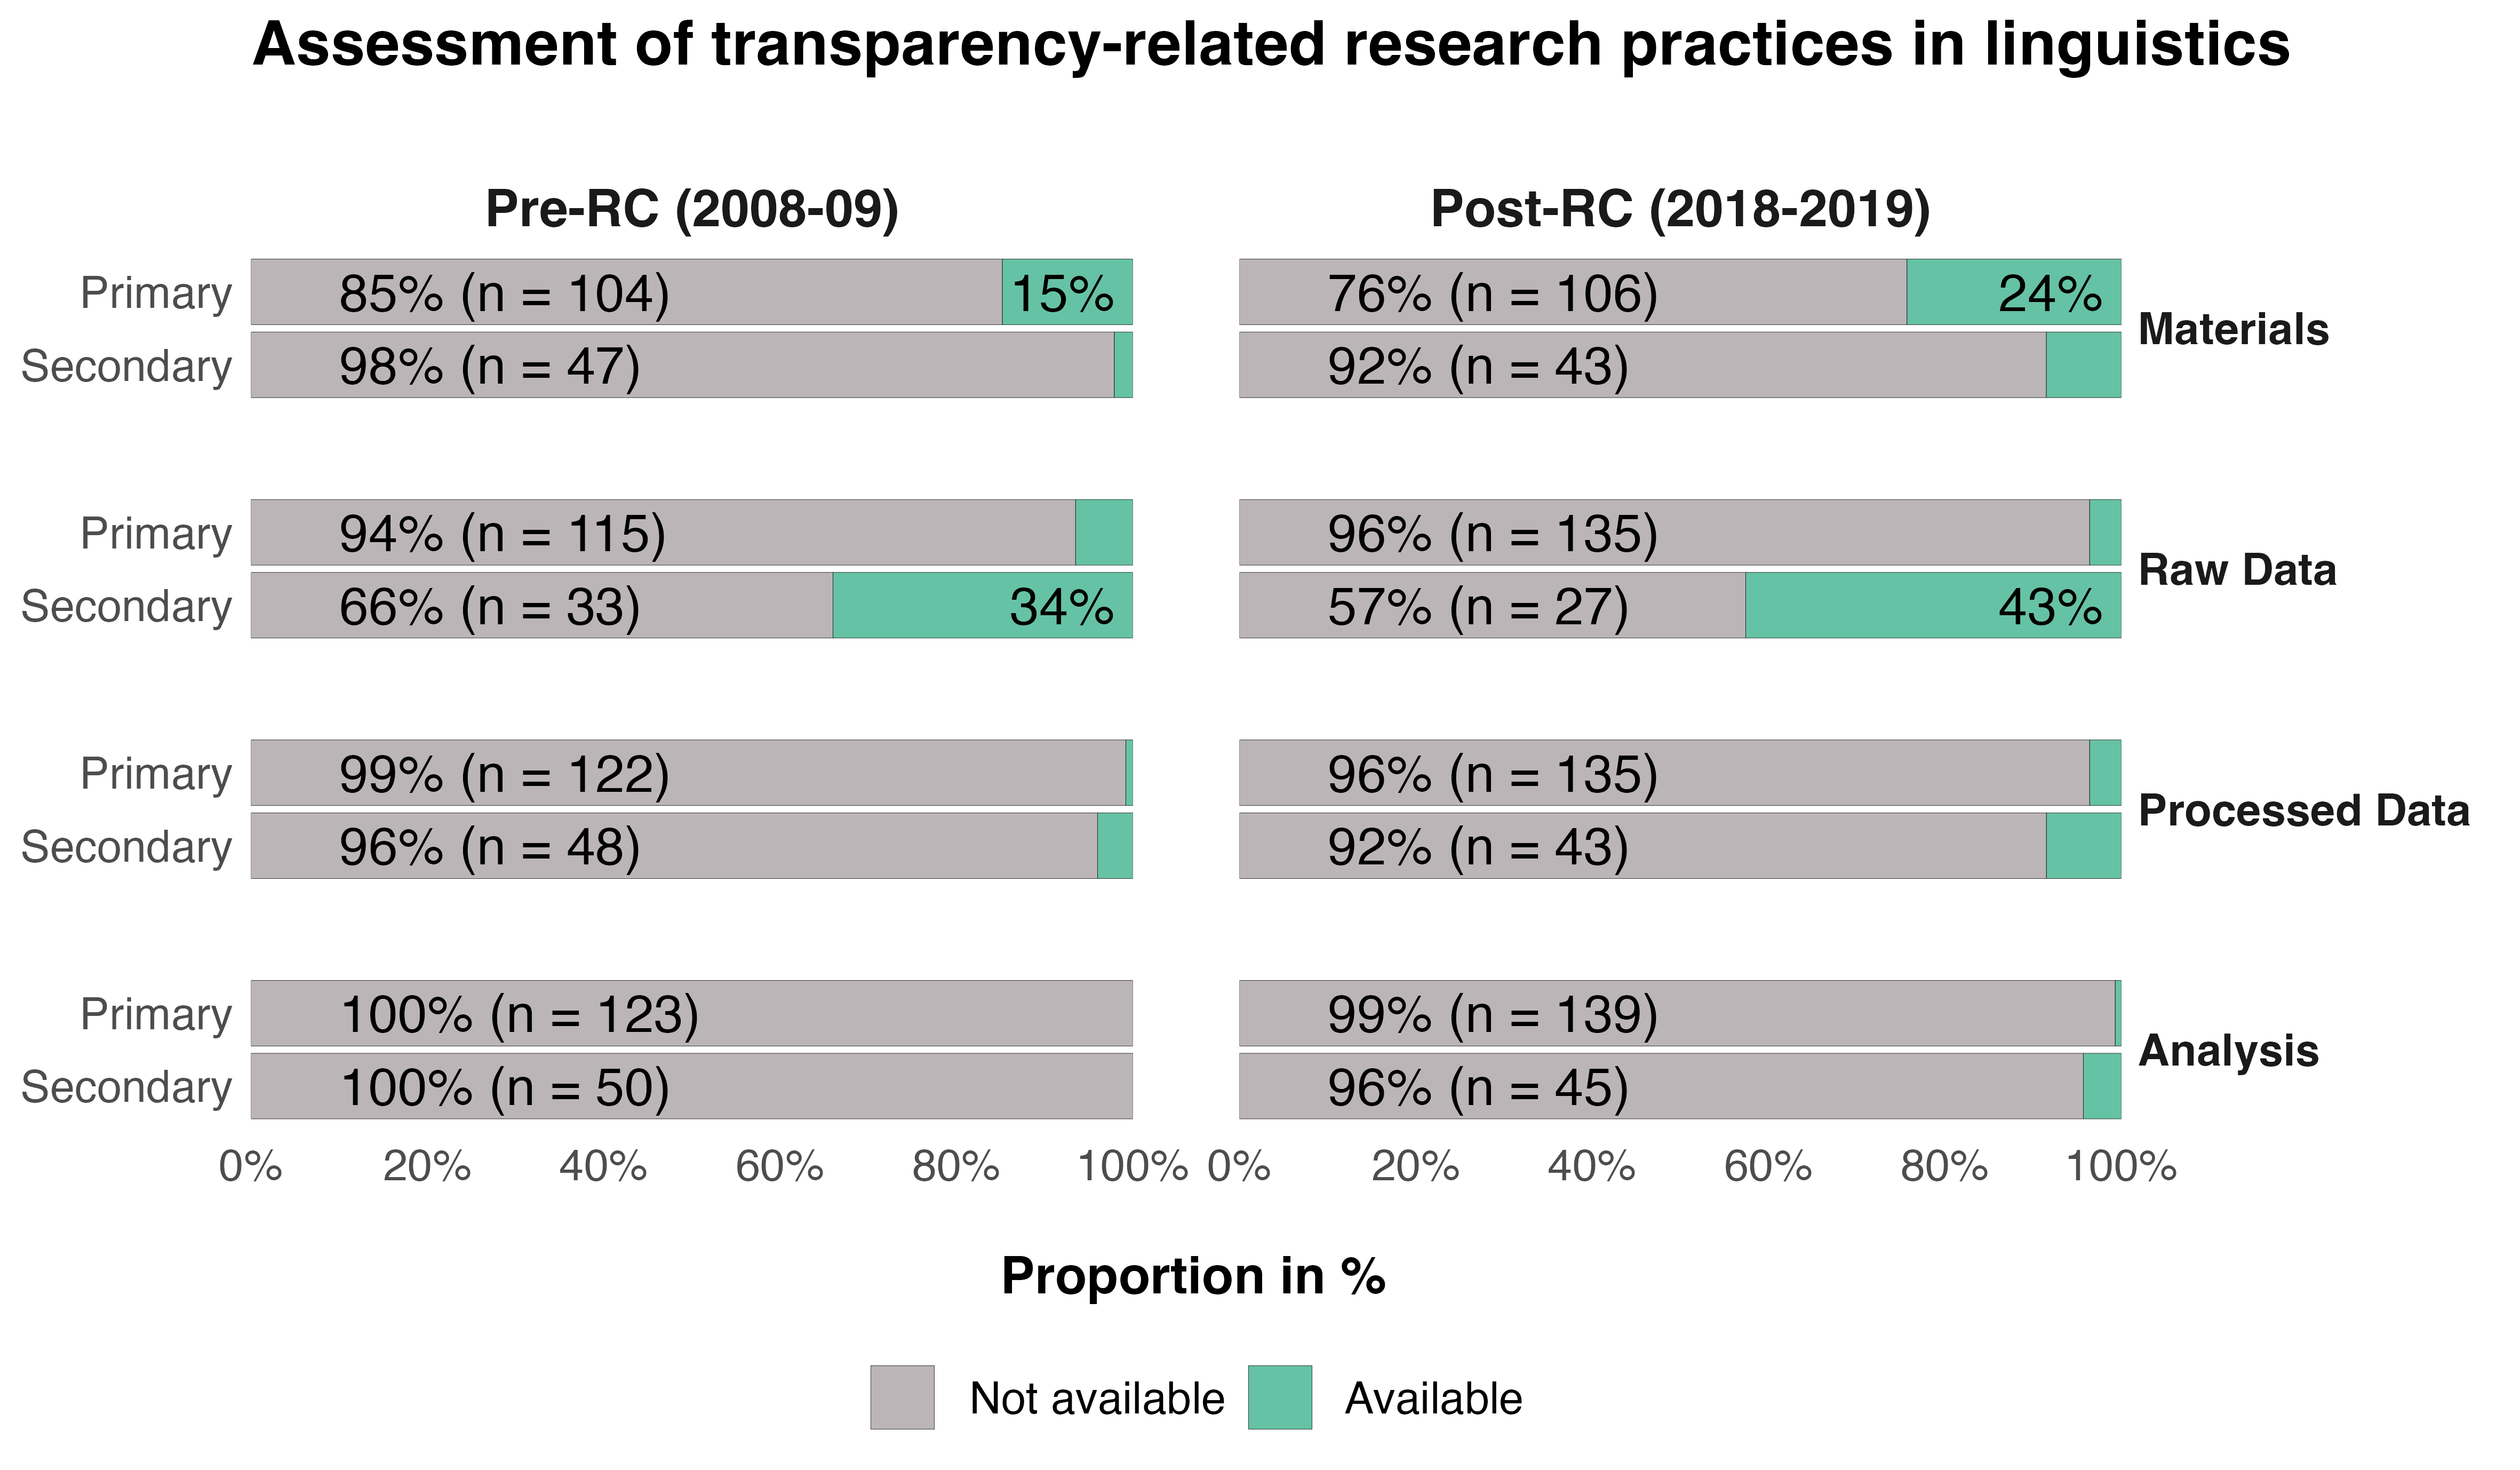 Assessment of transparency-related research practices in linguistics
Pre-RC (2008-09)
Post-RC (2018-2019)
Primary
85% (n = 104)
15%
76% (n = 106)
24%
Materials
Secondary
98% (n = 47)
92% (n = 43)
Primary
94% (n = 115)
96% (n = 135)
Raw Data
Secondary
66% (n = 33)
34%
57% (n = 27)
43%
Primary
99% (n = 122)
96% (n = 135)
Processed Data
Secondary
96% (n = 48)
92% (n = 43)
Primary
100% (n = 123)
99% (n = 139)
Analysis
Secondary
100% (n = 50)
96% (n = 45)
0% 20% 40% 60% 80% 100%
0% 20% 40% 60% 80% 100%
Proportion in %
Not available
Available